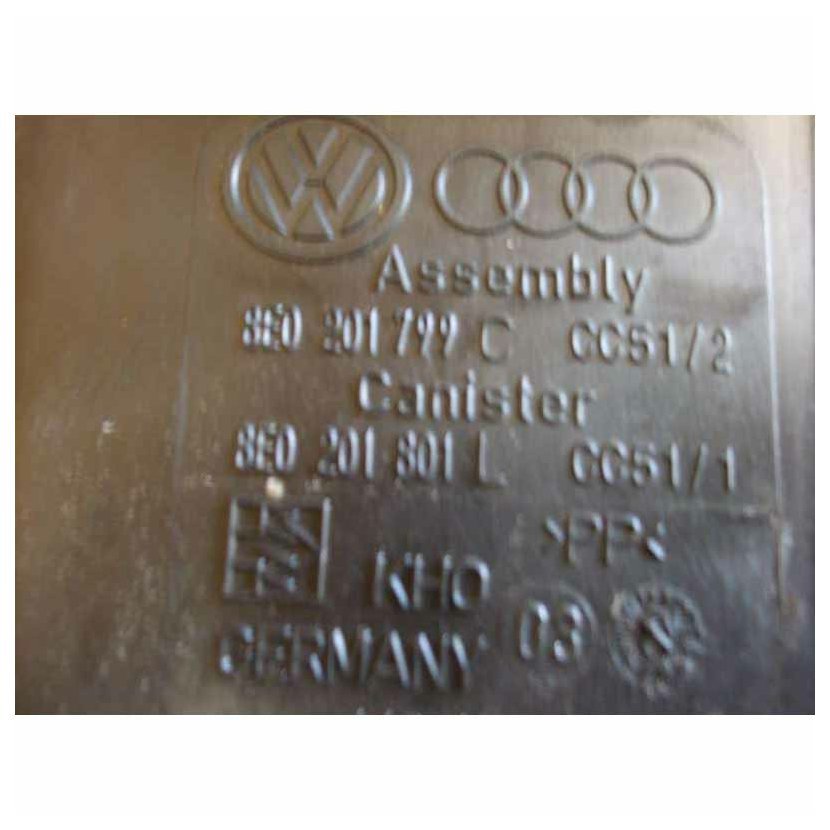 Assembly
8E0 201 799 C CC51/2
Canister
8E0 201 801 L CC51/1
>PP<
KHO
GERMANY 03